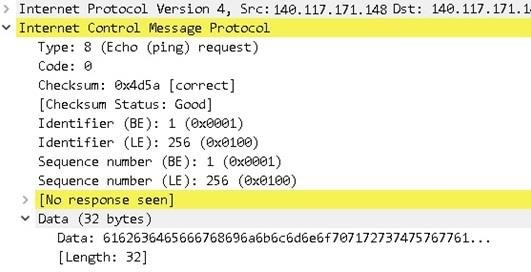 Internet Protocol Version 4, Src: 140.117.171.148 Dst: 140.117.171.14
Internet Control Message Protocol
Type: 8 (Echo (ping) request)
Code: 0
Checksum: 0x4d5a [correct]
[Checksum Status: Good]
Identifier (BE): 1 (0x0001)
Identifier (LE): 256 (0x0100)
Sequence number (BE): 1 (0x0001)
Sequence number (LE): 256 (0x0100)
[No response seen]
Data (32 bytes)
Data: 6162636465666768696a6b6c6d6e6f707172737475767761...
[Length: 32]